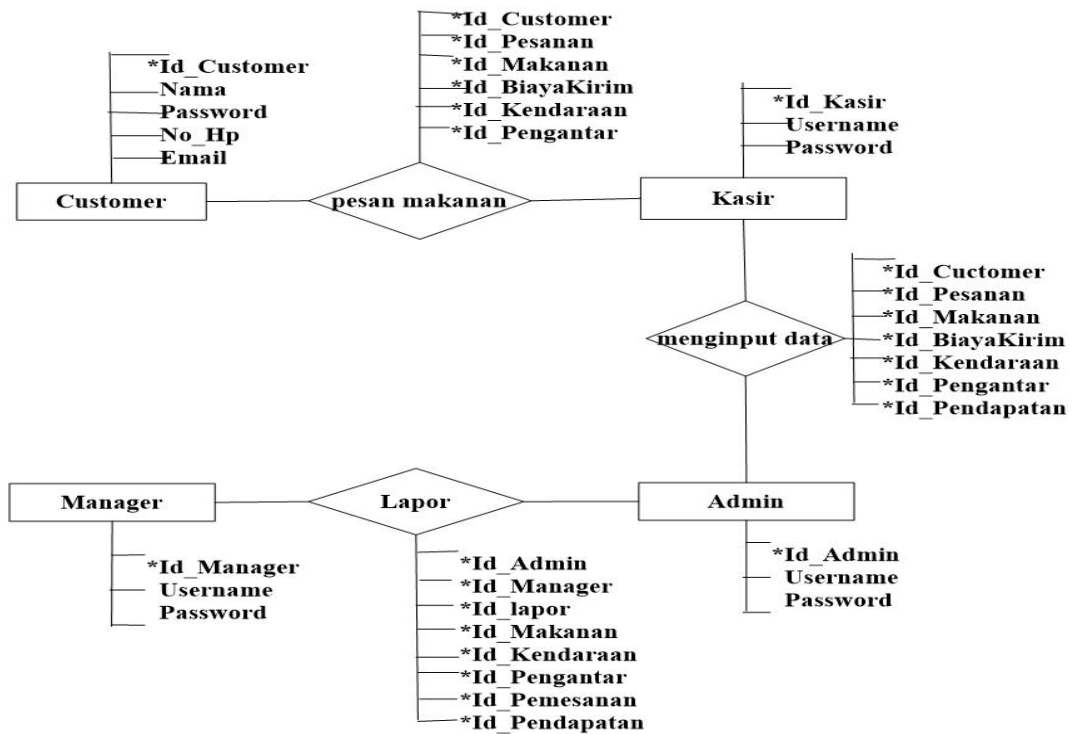 *Id_Customer
Nama
Password
No_Hp
Email
Customer
*Id_Customer
*Id_Pesanan
*Id_Makanan
*Id_BiayaKirim
*Id_Kendaraan
*Id_Pengantar
pesan makanan
*Id_Kasir
Username
Password
Kasir
*Id_Cuctomer
*Id_Pesanan
*Id_Makanan
*Id_BiayaKirim
*Id_Kendaraan
*Id_Pengantar
*Id_Pendapatan
menginput data
Manager
*Id_Manager
Username
Password
Lapor
*Id_Admin
*Id_Manager
*Id_lapor
*Id_Makanan
*Id_Kendaraan
*Id_Pengantar
*Id_Pemesanan
*Id_Pendapatan
Admin
*Id_Admin
Username
Password